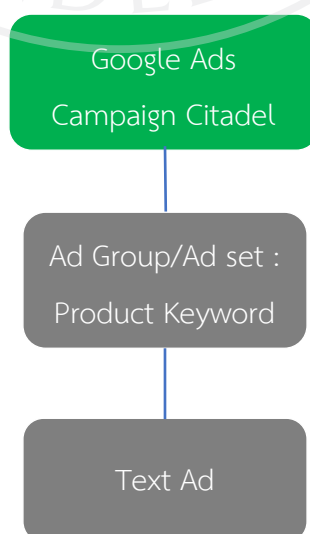 Google Ads
Campaign Citadel
Ad Group/Ad set :
Product Keyword
Text Ad